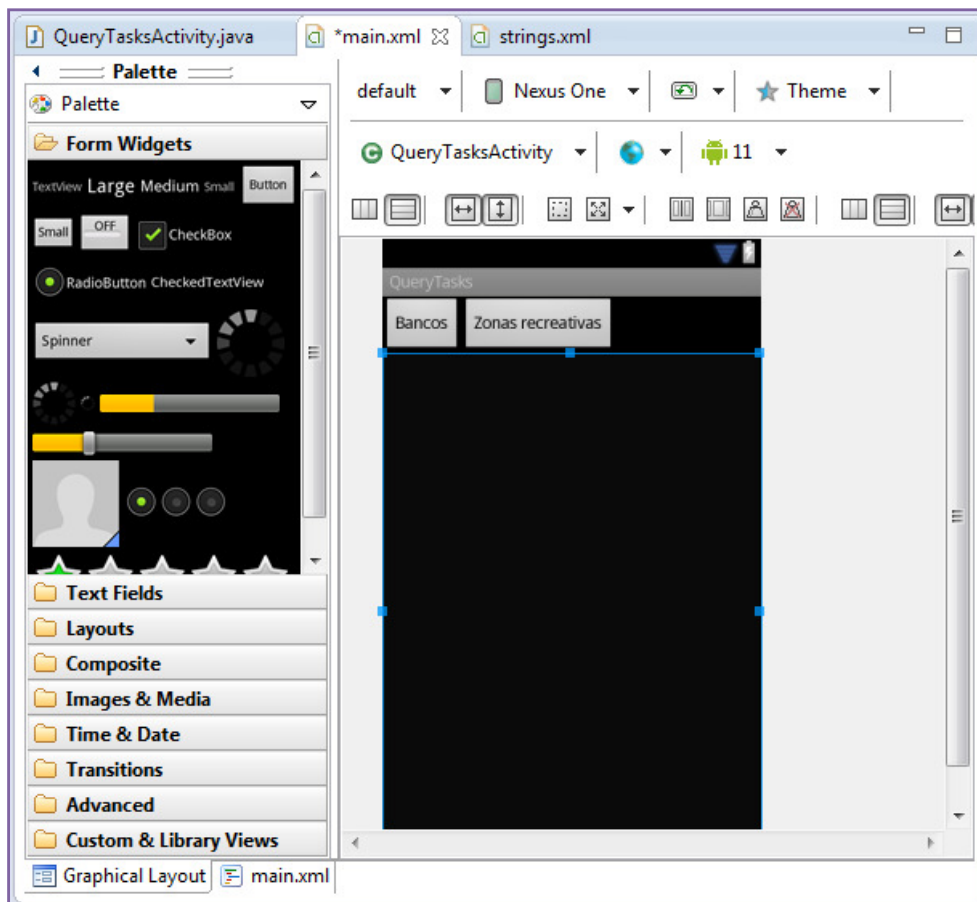 QueryTasksActivity.java
*main.xml
strings.xml
Palette
Palette
Form Widgets
TextView Large Medium Small Button
Small OFF CheckBox
RadioButton CheckedTextView
Spinner
Text Fields
Layouts
Composite
Images & Media
Time & Date
Transitions
Advanced
Custom & Library Views
default Nexus One Theme
QueryTasksActivity 11
QueryTasks
Bancos Zonas recreativas
Graphical Layout main.xml